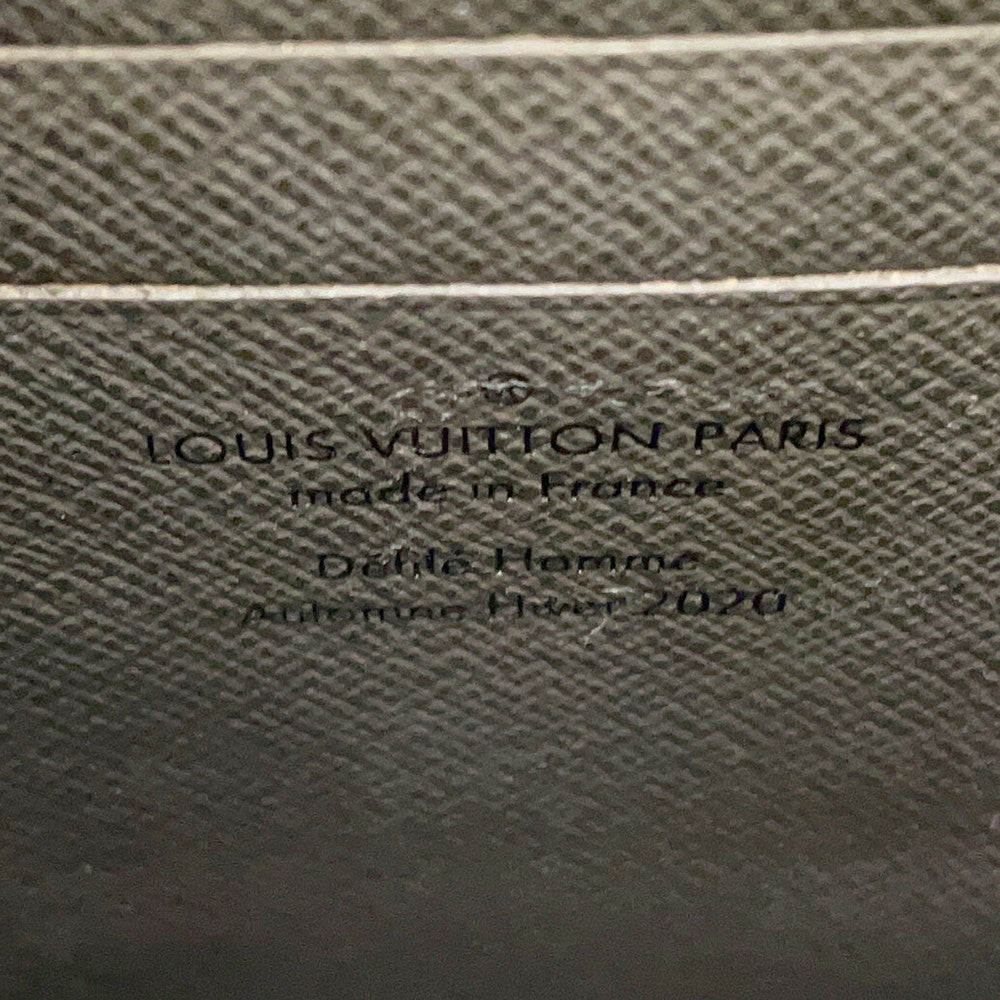 LOUIS VUITTON PARIS
made in France
Défilé Homme
Automne Hiver 2020